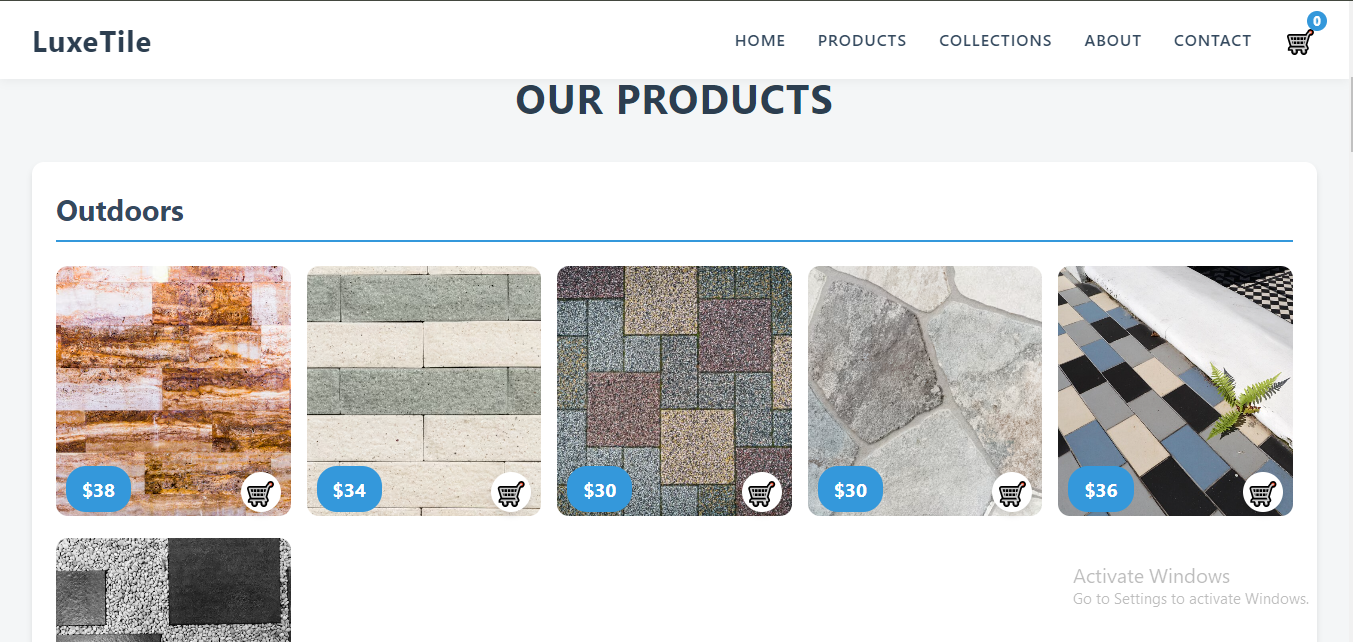 LuxeTile
HOME PRODUCTS COLLECTIONS ABOUT CONTACT 0
OUR PRODUCTS
Outdoors
$38 $34 $30 $30 $36
Activate Windows
Go to Settings to activate Windows.